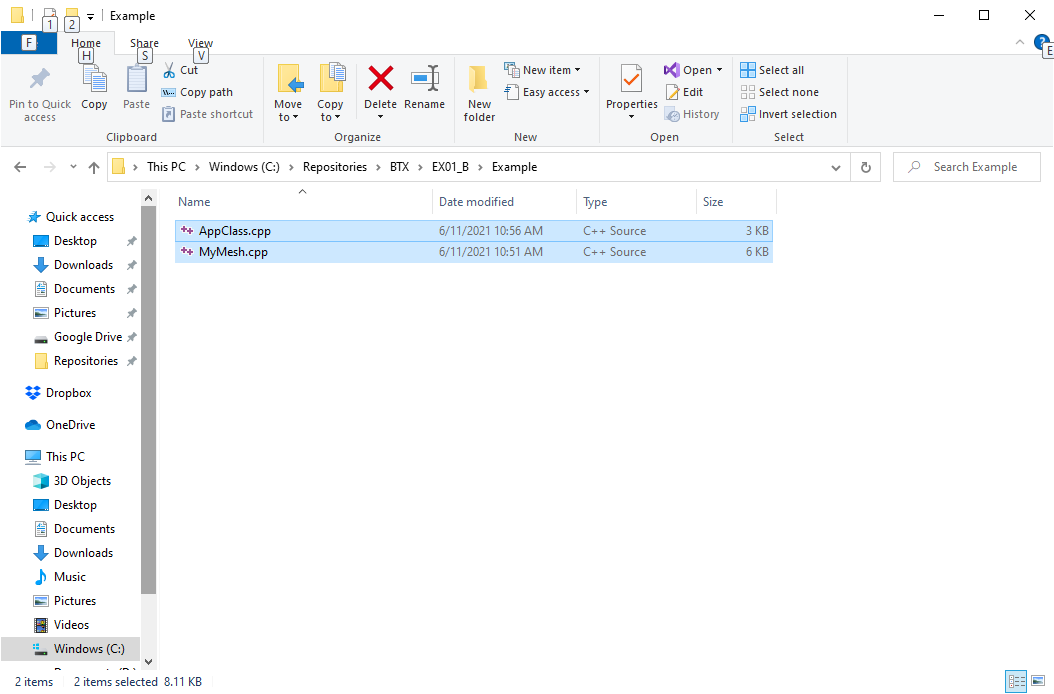 1 2 Example
F Home Share View
H S V E
Pin to Quick access
Copy
Paste
Cut
Copy path
Paste shortcut
Clipboard
Move to
Copy to
Delete
Rename
Organize
New folder
New item
Easy access
New
Properties
Open
Edit
History
Open
Select all
Select none
Invert selection
Select
This PC › Windows (C:) › Repositories › BTX › EX01_B › Example
Search Example
Quick access
Desktop
Downloads
Documents
Pictures
Google Drive
Repositories
Dropbox
OneDrive
This PC
3D Objects
Desktop
Documents
Downloads
Music
Pictures
Videos
Windows (C:)
Name Date modified Type Size
AppClass.cpp 6/11/2021 10:56 AM C++ Source 3 KB
MyMesh.cpp 6/11/2021 10:51 AM C++ Source 6 KB
2 items 2 items selected 8.11 KB